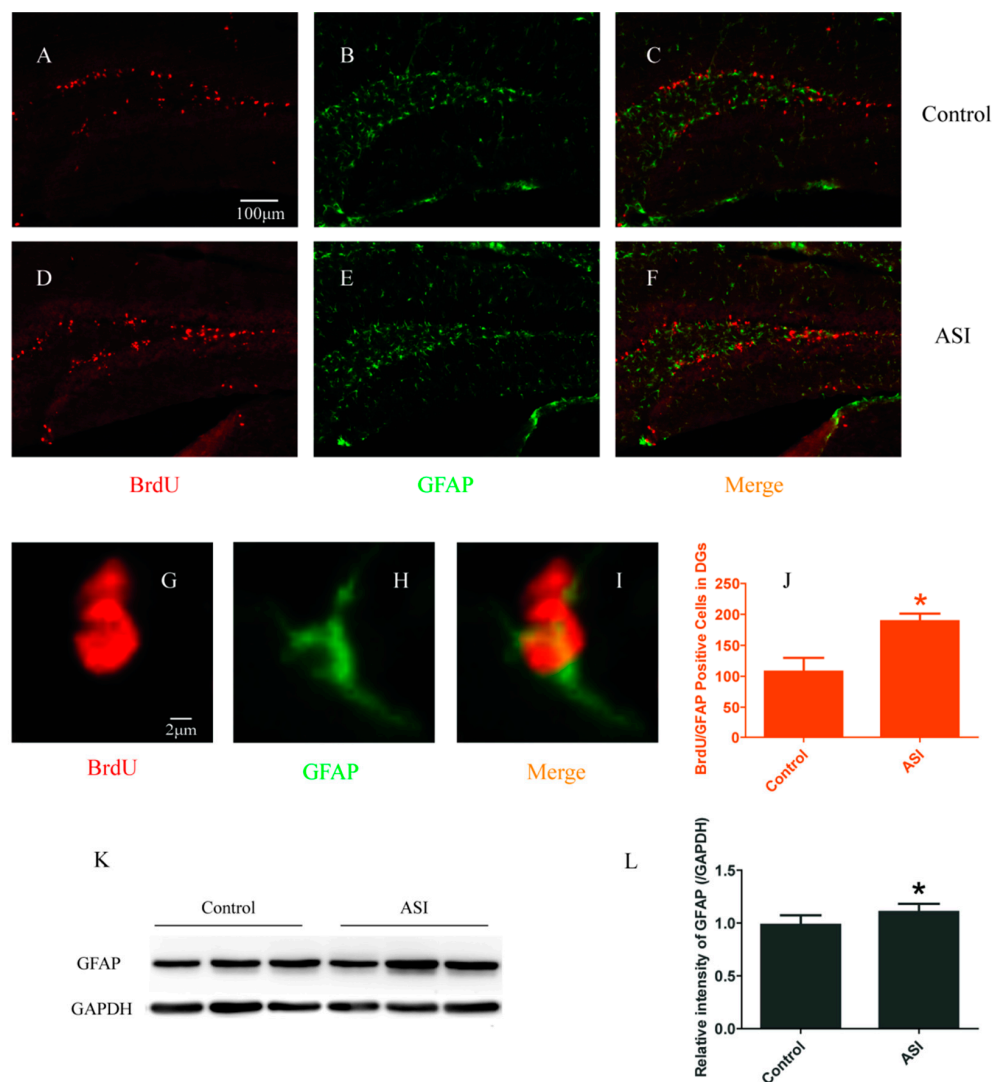 A
B
C
Control
100μm
D
E
F
ASI
BrdU
GFAP
Merge
G
H
I
2μm
BrdU
GFAP
Merge
J
BrdU/GFAP Positive Cells in DGs
250
200
150
100
50
0
*
Control
ASI
K
Control
ASI
GFAP
GAPDH
L
Relative intensity of GFAP (/GAPDH)
1.5
1.0
0.5
0.0
*
Control
ASI